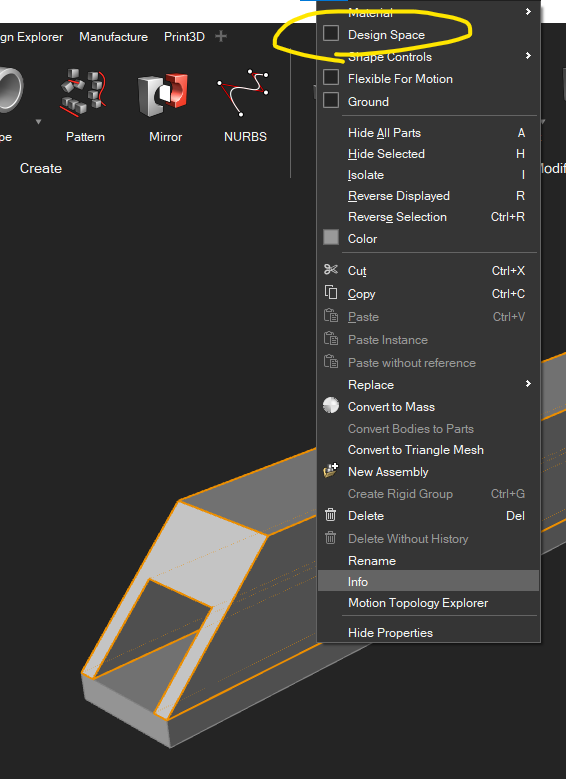 gn Explorer Manufacture Print3D
pe Pattern Mirror NURBS
Create
Material
Design Space
Shape Controls
Flexible For Motion
Ground
Hide All Parts A
Hide Selected H
Isolate I
Reverse Displayed R
Reverse Selection Ctrl+R
Color
Cut Ctrl+X
Copy Ctrl+C
Paste Ctrl+V
Paste Instance
Paste without reference
Replace
Convert to Mass
Convert Bodies to Parts
Convert to Triangle Mesh
New Assembly
Create Rigid Group Ctrl+G
Delete Del
Delete Without History
Rename
Info
Motion Topology Explorer
Hide Properties
Modif